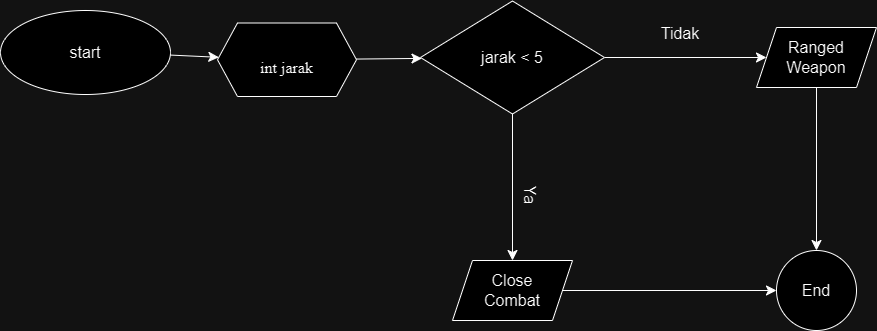 start
int jarak
jarak < 5
Tidak
Ranged
Weapon
Ya
Close
Combat
End